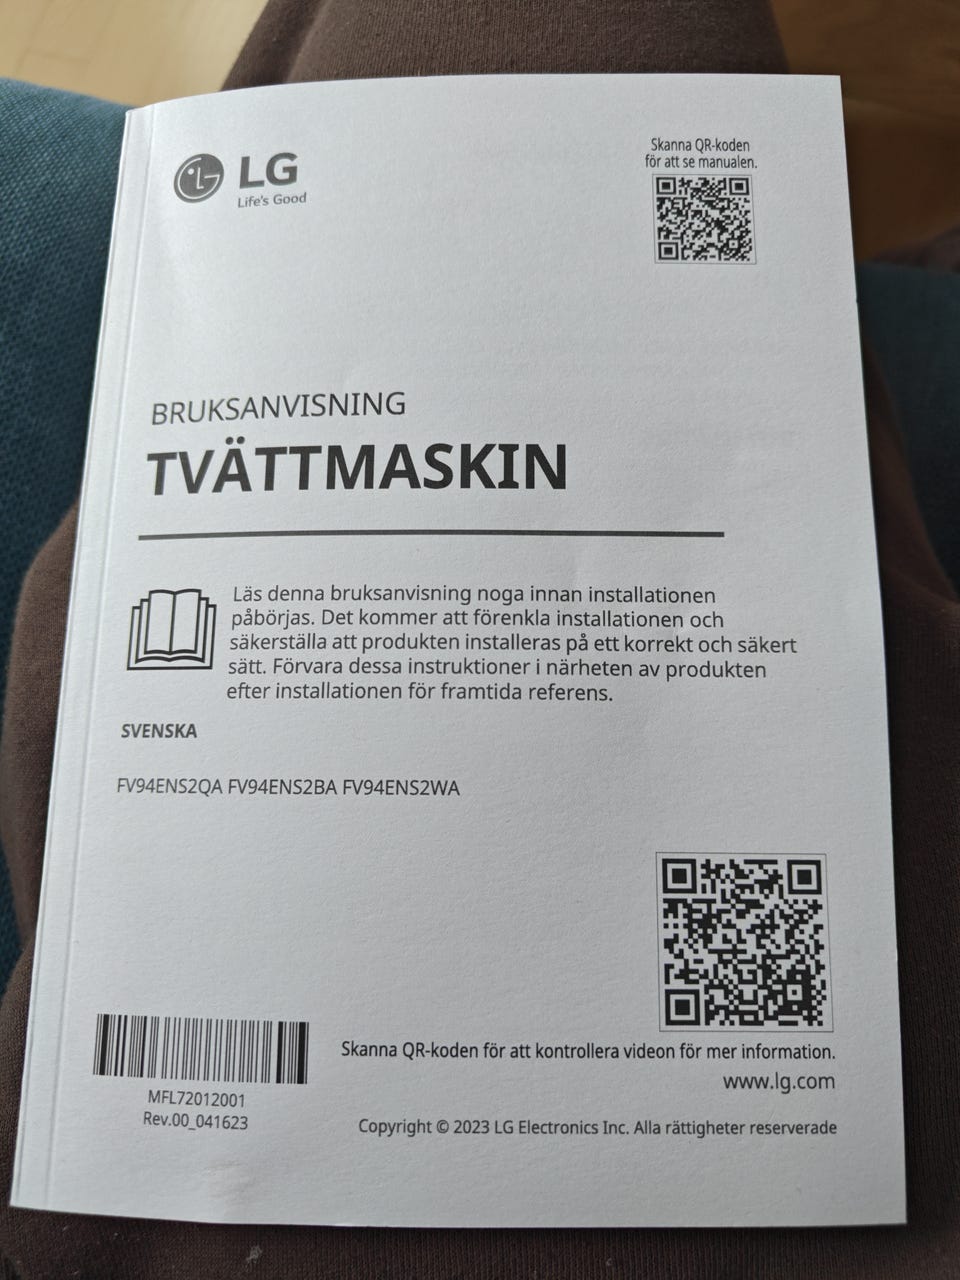 LG
Life's Good
Skanna QR-koden
för att se manualen.
BRUKSANVISNING
TVÄTTMASKIN
Läs denna bruksanvisning noga innan installationen
påbörjas. Det kommer att förenkla installationen och
säkerställa att produkten installeras på ett korrekt och säkert
sätt. Förvara dessa instruktioner i närheten av produkten
efter installationen för framtida referens.
SVENSKA
FV94ENS2QA FV94ENS2BA FV94ENS2WA
Skanna QR-koden för att kontrollera videon för mer information.
www.lg.com
MFL72012001
Rev.00_041623
Copyright © 2023 LG Electronics Inc. Alla rättigheter reserverade